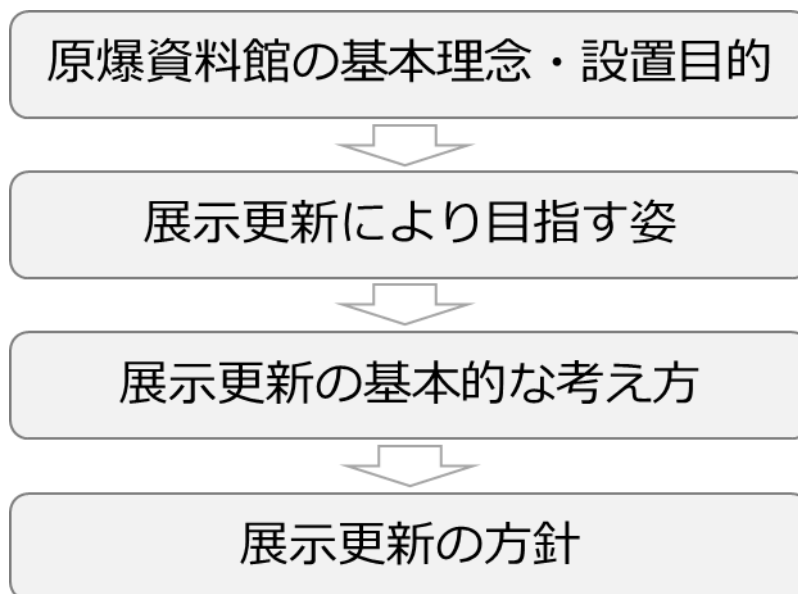 原爆資料館の基本理念・設置目的
展示更新により目指す姿
展示更新の基本的な考え方
展示更新の方針